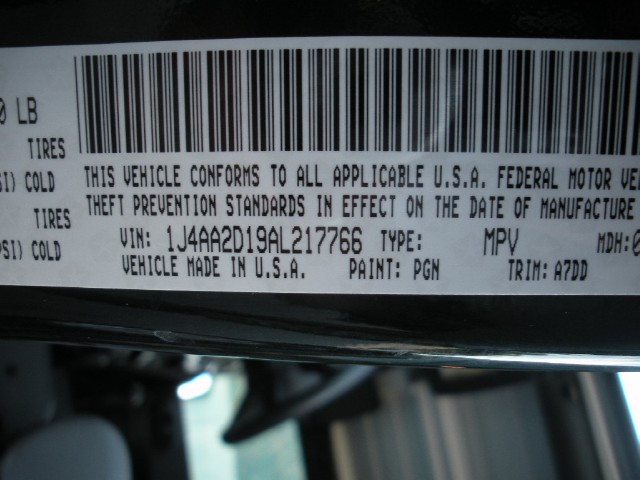 0 LB
TIRES
SI) COLD
TIRES
PSI) COLD
THIS VEHICLE CONFORMS TO ALL APPLICABLE U.S.A. FEDERAL MOTOR VE
THEFT PREVENTION STANDARDS IN EFFECT ON THE DATE OF MANUFACTURE
VIN: 1J4AA2D19AL217766 TYPE: MPV MDH:0
VEHICLE MADE IN U.S.A. PAINT: PGN TRIM: A7DD